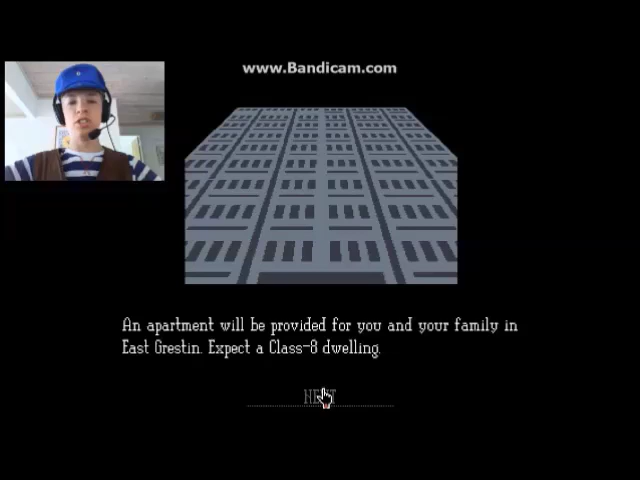 www.Bandicam.com
An apartment will be provided for you and your family in
East Grestin. Expect a Class-8 dwelling.
NEXT